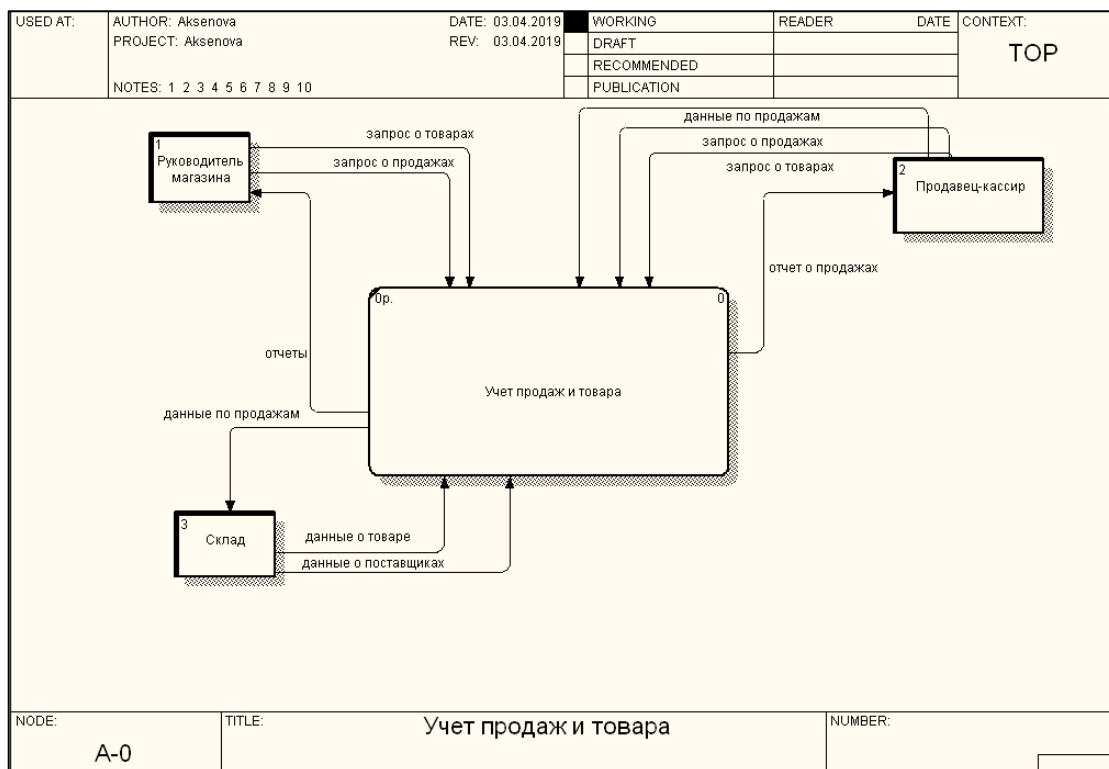 USED AT:
AUTHOR: Aksenova
DATE: 03.04.2019
WORKING
READER
DATE
CONTEXT:
PROJECT: Aksenova
REV: 03.04.2019
DRAFT
TOP
RECOMMENDED
NOTES: 1 2 3 4 5 6 7 8 9 10
PUBLICATION
данные по продажам
запрос о товарах
1
Руководитель
магазина
запрос о продажах
запрос о продажах
запрос о товарах
2
Продавец-кассир
отчет о продажах
0р.
0
отчеты
Учет продаж и товара
данные по продажам
3
Склад
данные о товаре
данные о поставщиках
NODE:
A-0
TITLE:
Учет продаж и товара
NUMBER: